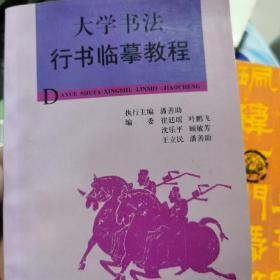 大学书法
行书临摹教程
DAXUE SHUFA XINGSHU LINMO JIAOCHENG
执行主编 潘善助
编 委 崔廷瑶 叶鹏飞
沈乐平 顾敏芳
王立民 潘善助